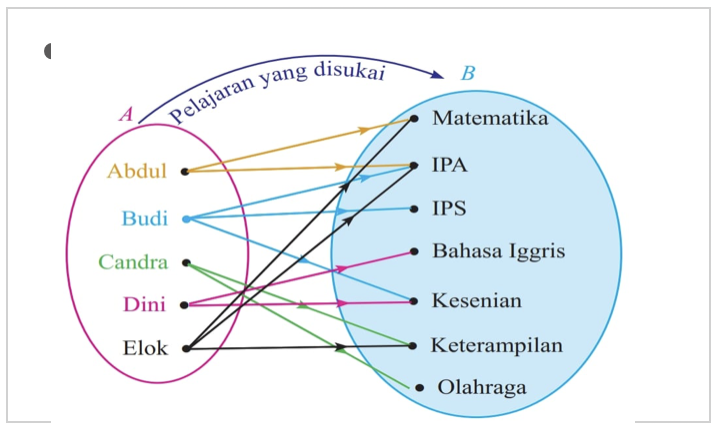 Pelajaran yang disukai
A
B
Abdul
Budi
Candra
Dini
Elok
Matematika
IPA
IPS
Bahasa Iggris
Kesenian
Keterampilan
Olahraga